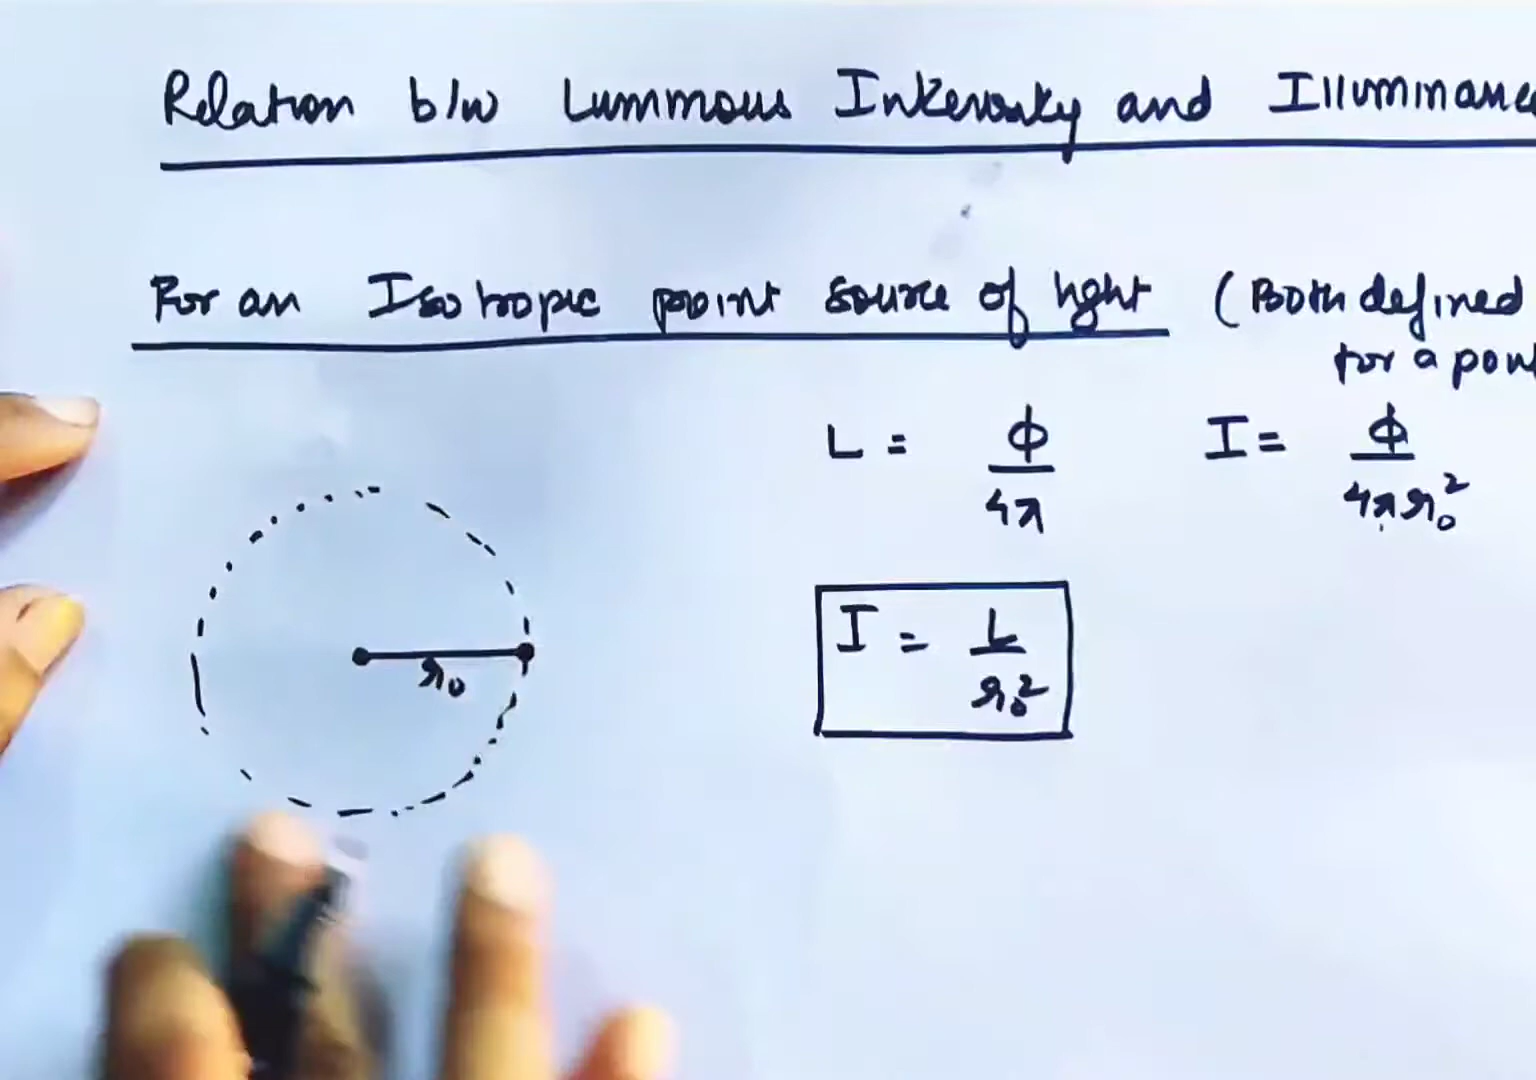 Relation b/w Luminous Intensity and Illuminance
For an Isotropic point source of light (Both defined
for a point
L = Φ/4π I = Φ/4πr₀²
I = L/r₀²
r₀